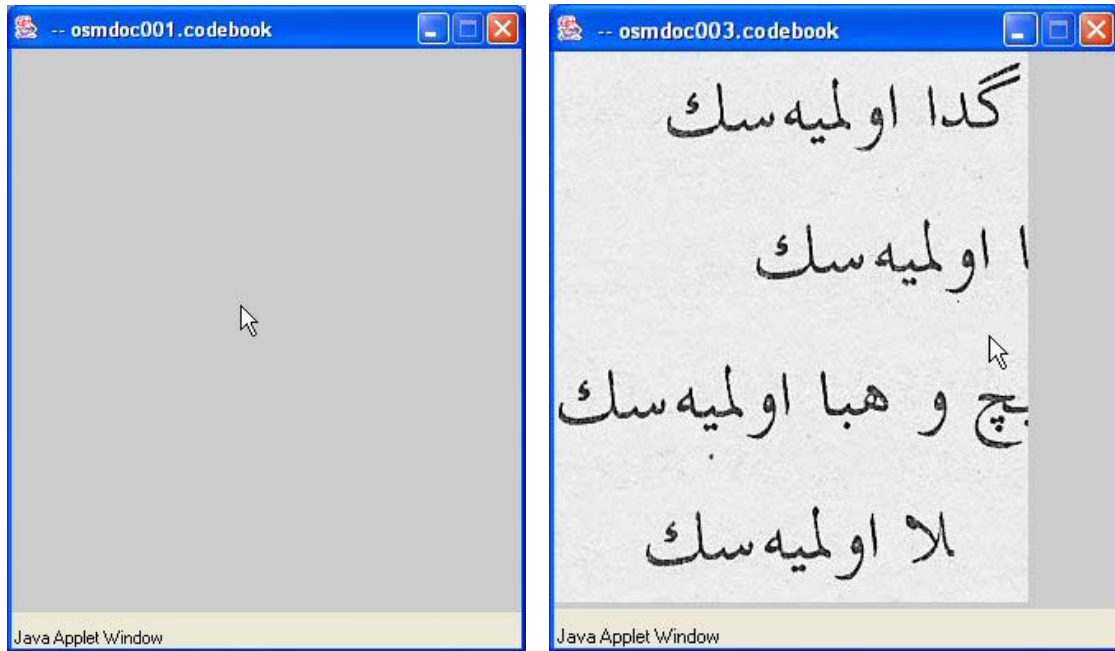 -- osmdoc001.codebook
Java Applet Window
-- osmdoc003.codebook
گدا اولمیه سك
ا اولمیه سك
یچ و هبا اولمیه سك
لا اولمیه سك
Java Applet Window